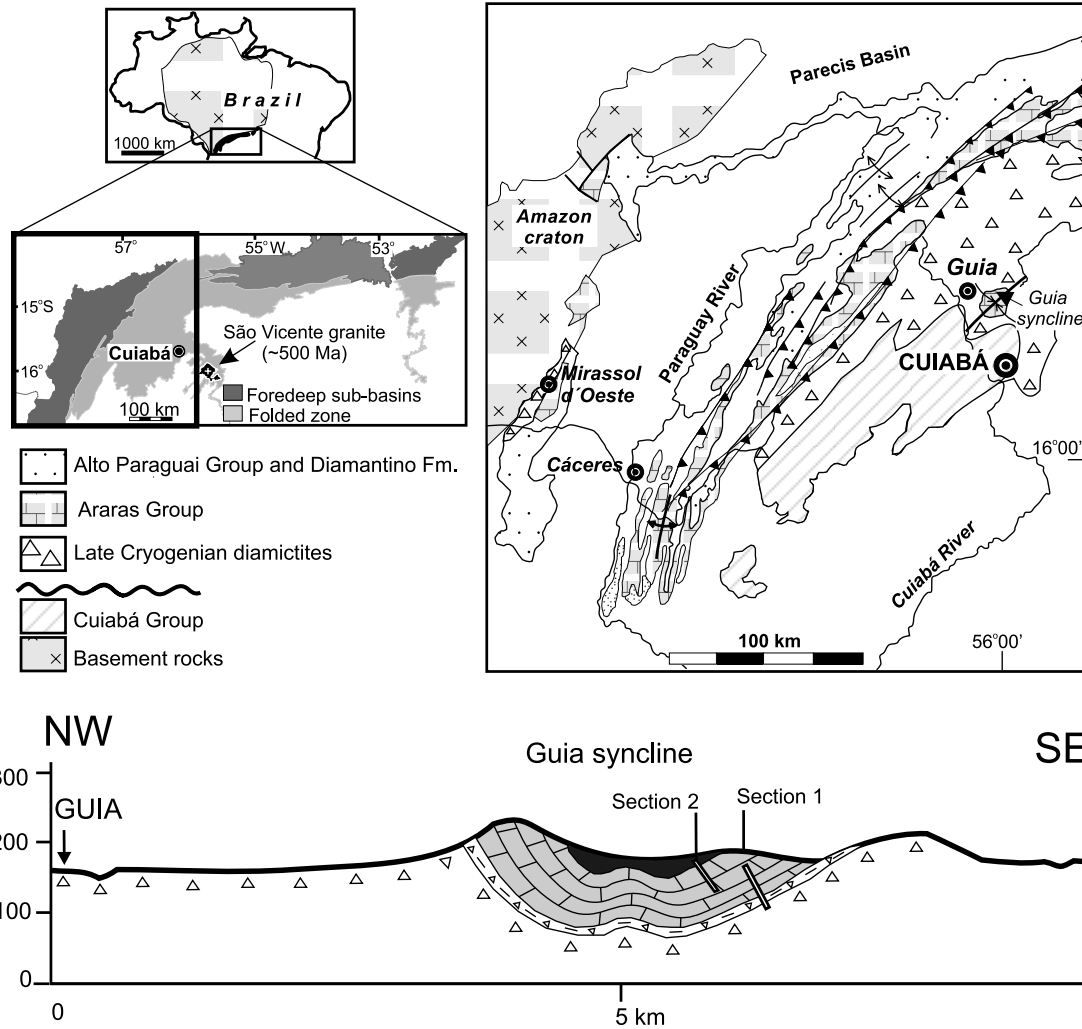 Brazil
1000 km
57°
55°W
53°
15°S
16°
Cuiabá
São Vicente granite
(~500 Ma)
Foredeep sub-basins
Folded zone
100 km
Alto Paraguai Group and Diamantino Fm.
Araras Group
Late Cryogenian diamictites
Cuiabá Group
Basement rocks
Parecis Basin
Amazon
craton
Paraguay River
Guia
Guia
syncline
CUIABÁ
Mirassol
d´Oeste
Cáceres
16°00'
Cuiabá River
100 km
56°00'
NW
SE
Guia syncline
300
GUIA
Section 2
Section 1
200
100
0
0
5 km